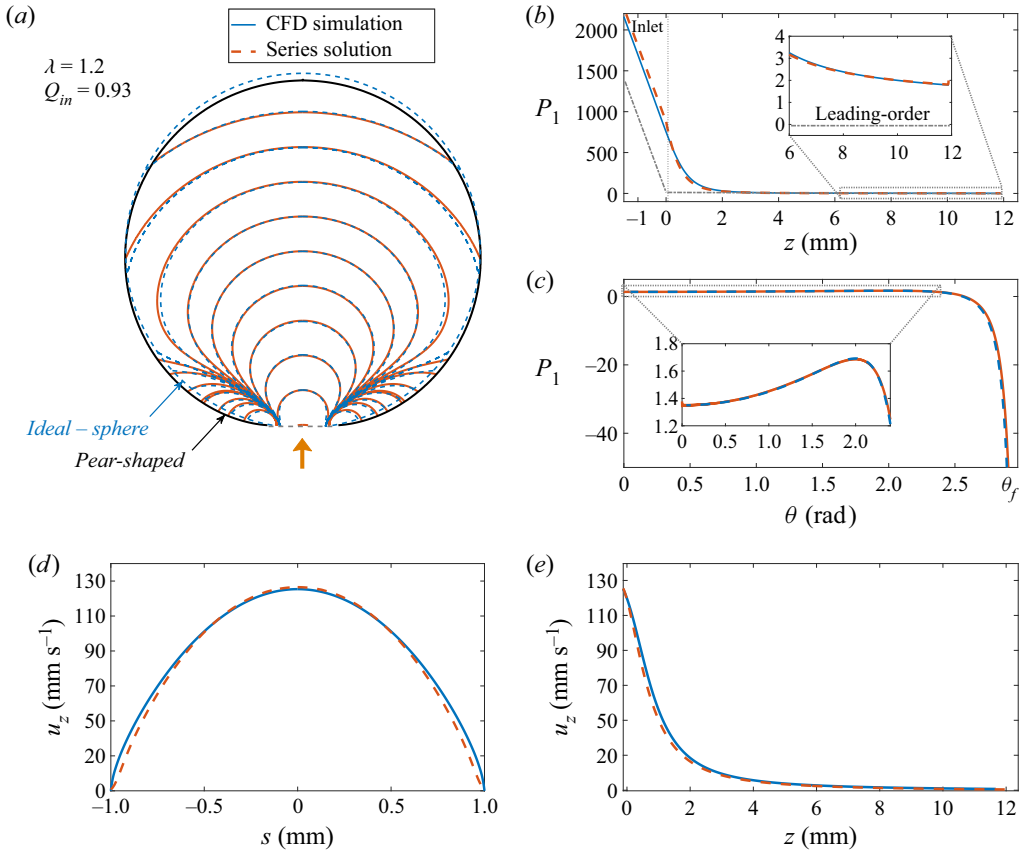 (a)
CFD simulation
Series solution
λ = 1.2
Q_in = 0.93
Ideal – sphere
Pear-shaped
(b)
2000
1500
1000
500
0
P_1
Inlet
4
3
2
1
0
Leading-order
6 8 10 12
−1 0 2 4 6 8 10 12
z (mm)
(c)
0
−20
−40
P_1
1.8
1.6
1.4
1.2
0 0.5 1.0 1.5 2.0
0 0.5 1.0 1.5 2.0 2.5 θ_f
θ (rad)
(d)
130
110
90
70
50
20
0
u_z (mm s⁻¹)
−1.0 −0.5 0 0.5 1.0
s (mm)
(e)
130
110
90
70
50
20
0
u_z (mm s⁻¹)
0 2 4 6 8 10 12
z (mm)